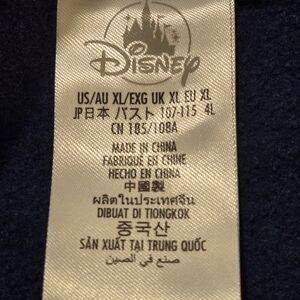 Disney
US/AU XL/EXG UK XL EU XL
JP日本 バスト 107-115 4L
CN 185/108A
MADE IN CHINA
FABRIQUÉ EN CHINE
HECHO EN CHINA
中國製
ผลิตในประเทศจีน
DIBUAT DI TIONGKOK
중국산
SẢN XUẤT TẠI TRUNG QUỐC
صنع في الصين